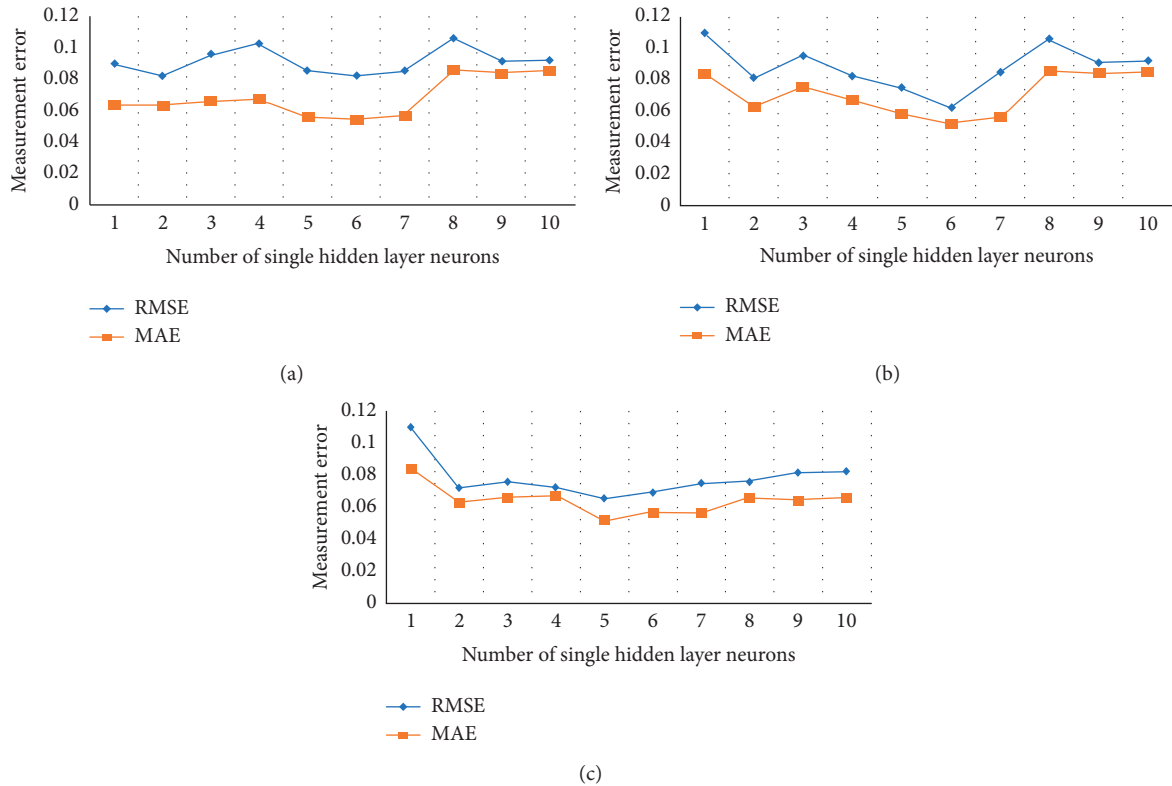 0.12
0.1
0.08
0.06
0.04
0.02
0
Measurement error
1 2 3 4 5 6 7 8 9 10
Number of single hidden layer neurons
RMSE
MAE
(a)
0.12
0.1
0.08
0.06
0.04
0.02
0
Measurement error
1 2 3 4 5 6 7 8 9 10
Number of single hidden layer neurons
RMSE
MAE
(b)
0.12
0.1
0.08
0.06
0.04
0.02
0
Measurement error
1 2 3 4 5 6 7 8 9 10
Number of single hidden layer neurons
RMSE
MAE
(c)